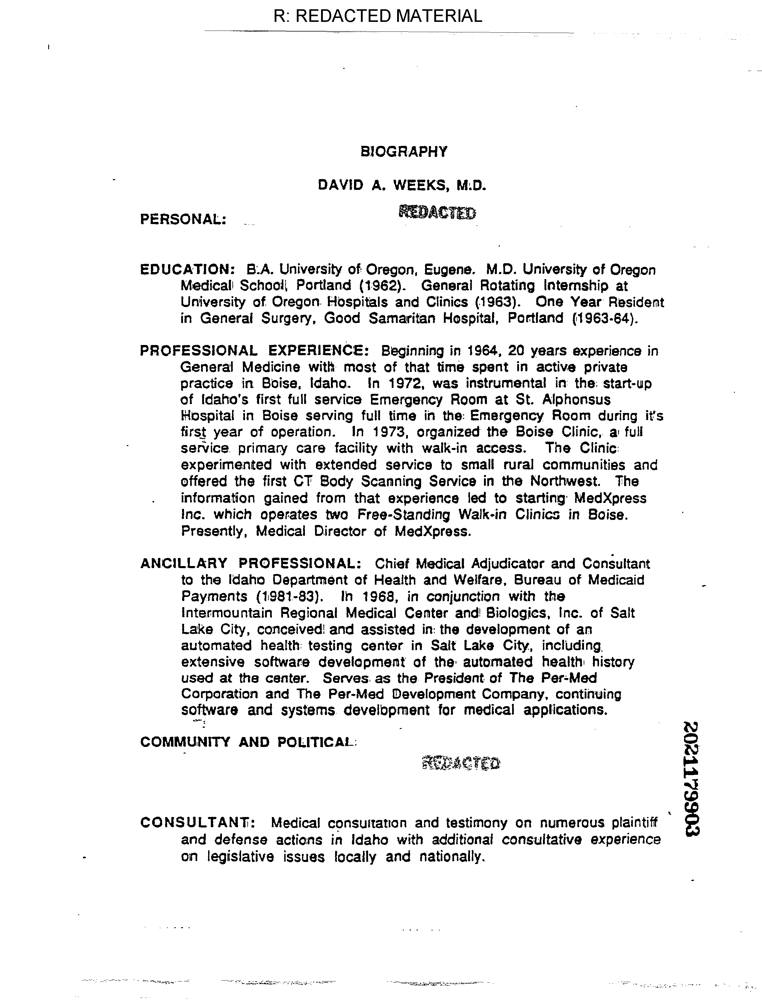 R: REDACTED MATERIAL
BIOGRAPHY
DAVID A. WEEKS, M.D.
PERSONAL:
REDACTED
EDUCATION: B.A. University of Oregon, Eugene. M.D. University of Oregon
Medical School, Portland (1962). General Rotating Internship at
University of Oregon Hospitals and Clinics (1963). One Year Resident
in General Surgery, Good Samaritan Hospital, Portland (1963-64).
PROFESSIONAL EXPERIENCE: Beginning in 1964, 20 years experience in
General Medicine with most of that time spent in active private
practice in Boise, Idaho. In 1972, was instrumental in the start-up
of Idaho's first full service Emergency Room at St. Alphonsus
Hospital in Boise serving full time in the Emergency Room during it's
first year of operation. In 1973, organized the Boise Clinic, a full
service primary care facility with walk-in access. The Clinic
experimented with extended service to small rural communities and
offered the first CT Body Scanning Service in the Northwest. The
information gained from that experience led to starting MedXpress
Inc. which operates two Free-Standing Walk-in Clinics in Boise.
Presently, Medical Director of MedXpress.
ANCILLARY PROFESSIONAL: Chief Medical Adjudicator and Consultant
to the Idaho Department of Health and Welfare, Bureau of Medicaid
Payments (1981-83). In 1968, in conjunction with the
Intermountain Regional Medical Center and Biologics, Inc. of Salt
Lake City, conceived and assisted in the development of an
automated health testing center in Salt Lake City, including
extensive software development of the automated health history
used at the center. Serves as the President of The Per-Med
Corporation and The Per-Med Development Company, continuing
software and systems development for medical applications.
COMMUNITY AND POLITICAL:
REDACTED
CONSULTANT: Medical consultation and testimony on numerous plaintiff
and defense actions in Idaho with additional consultative experience
on legislative issues locally and nationally.
2021179903